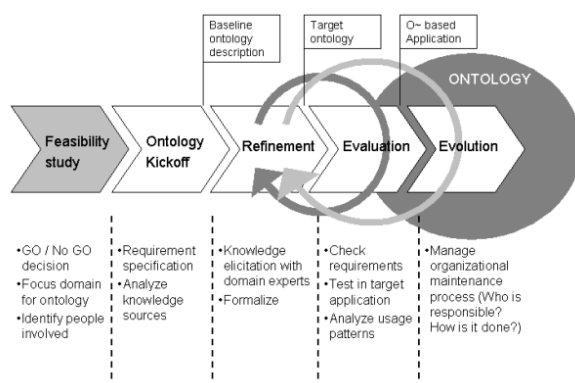 Baseline
ontology
description
Target
ontology
O~ based
Application
ONTOLOGY
Feasibility
study
Ontology
Kickoff
Refinement
Evaluation
Evolution
•GO / No GO
decision
•Focus domain
for ontology
•Identify people
involved
•Requirement
specification
•Analyze
knowledge
sources
•Knowledge
elicitation with
domain experts
•Formalize
•Check
requirements
•Test in target
application
•Analyze usage
patterns
•Manage
organizational
maintenance
process (Who is
responsible?
How is it done?)